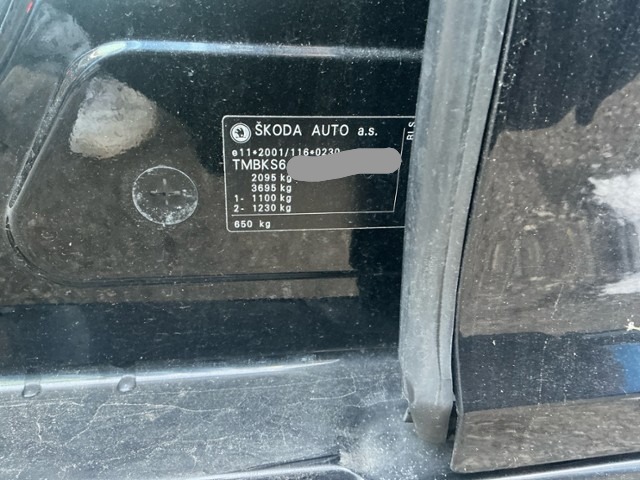 ŠKODA AUTO a.s.
e11*2001/116*0230
TMBKS6
2095 kg
3695 kg
1- 1100 kg
2- 1230 kg
650 kg
BLS